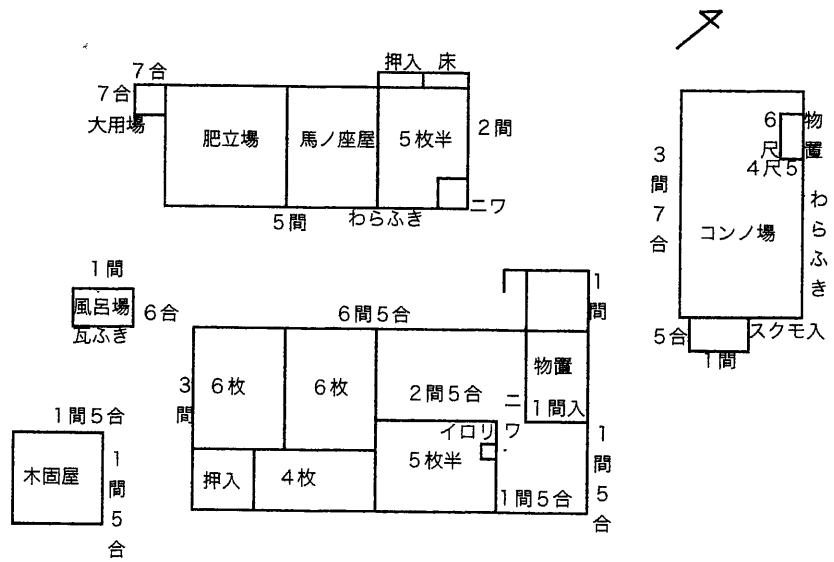 押入 床
7合
7合
大用場
肥立場
馬ノ座屋
5枚半
2間
ニワ
5間
わらふき
6尺
物置
4尺5
3間7合
わらふき
コンノ場
5合
スクモ入
1間
1間
風呂場
6合
瓦ふき
6間5合
1間
3間
6枚
6枚
2間5合
物置
ニワ
1間入
イロリ
5枚半
押入
4枚
1間5合
1間5合
1間5合
木固屋
1間5合